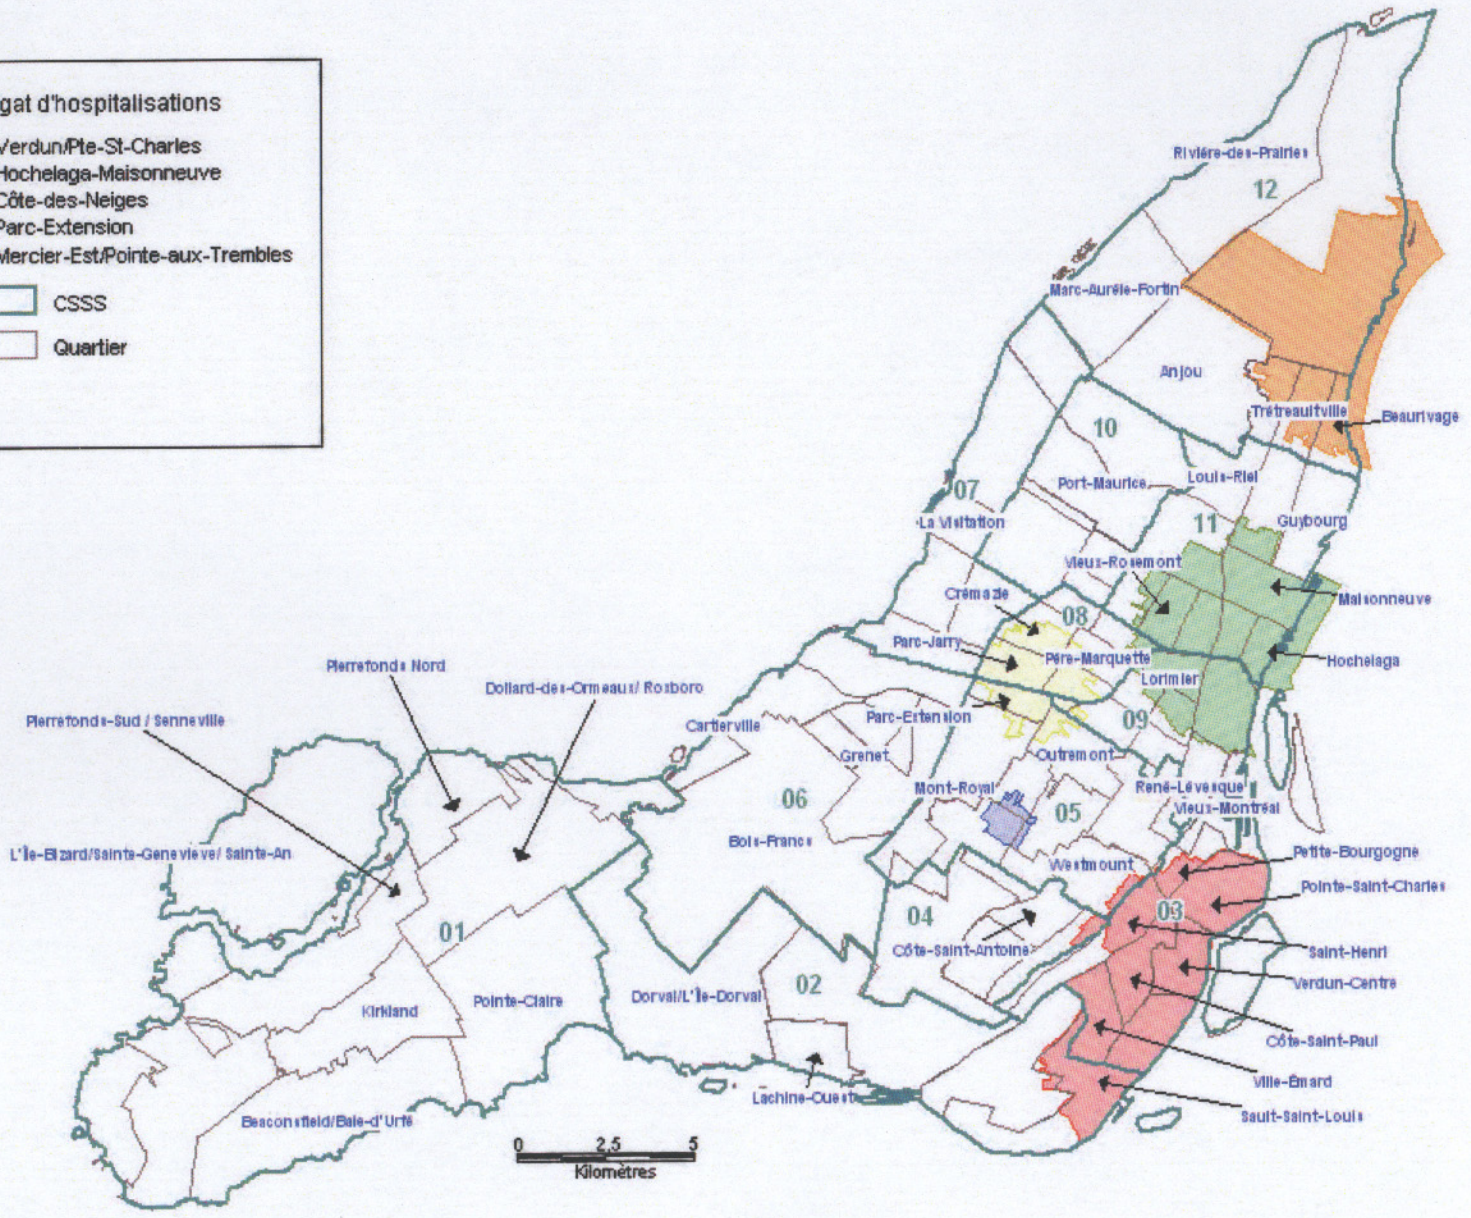 gat d'hospitalisations
Verdun/Pte-St-Charles
Hochelaga-Maisonneuve
Côte-des-Neiges
Parc-Extension
Mercier-Est/Pointe-aux-Trembles
CSSS
Quartier
Rivière-des-Prairies
12
Marc-Aurèle-Fortin
Anjou
Tretreaultville
Beaurivage
10
Port-Maurice
Louis-Riel
07
La Visitation
11
Guybourg
Vieux-Rosemont
Crémazie
Maisonneuve
08
Parc-Jarry
Père-Marquette
Hochelaga
Pierrefonds Nord
Lorimier
Dollard-des-Ormeaux/ Roxboro
Pierrefonds-Sud / Senneville
Cartierville
Parc-Extension
09
Grenet
Outremont
Mont-Royal
René-Lévesque
06
05
Vieux-Montréal
Bois-Franc
L'Île-Bizard/Sainte-Geneviève/ Sainte-An
Westmount
Petite-Bourgogne
Pointe-Saint-Charles
04
03
01
Côte-Saint-Antoine
Saint-Henri
02
Verdun-Centre
Kirkland
Pointe-Claire
Dorval/L'Île-Dorval
Côte-Saint-Paul
Ville-Émard
Lachine-Ouest
Sault-Saint-Louis
Beaconsfield/Baie-d'Urfé
0 2,5 5
Kilomètres